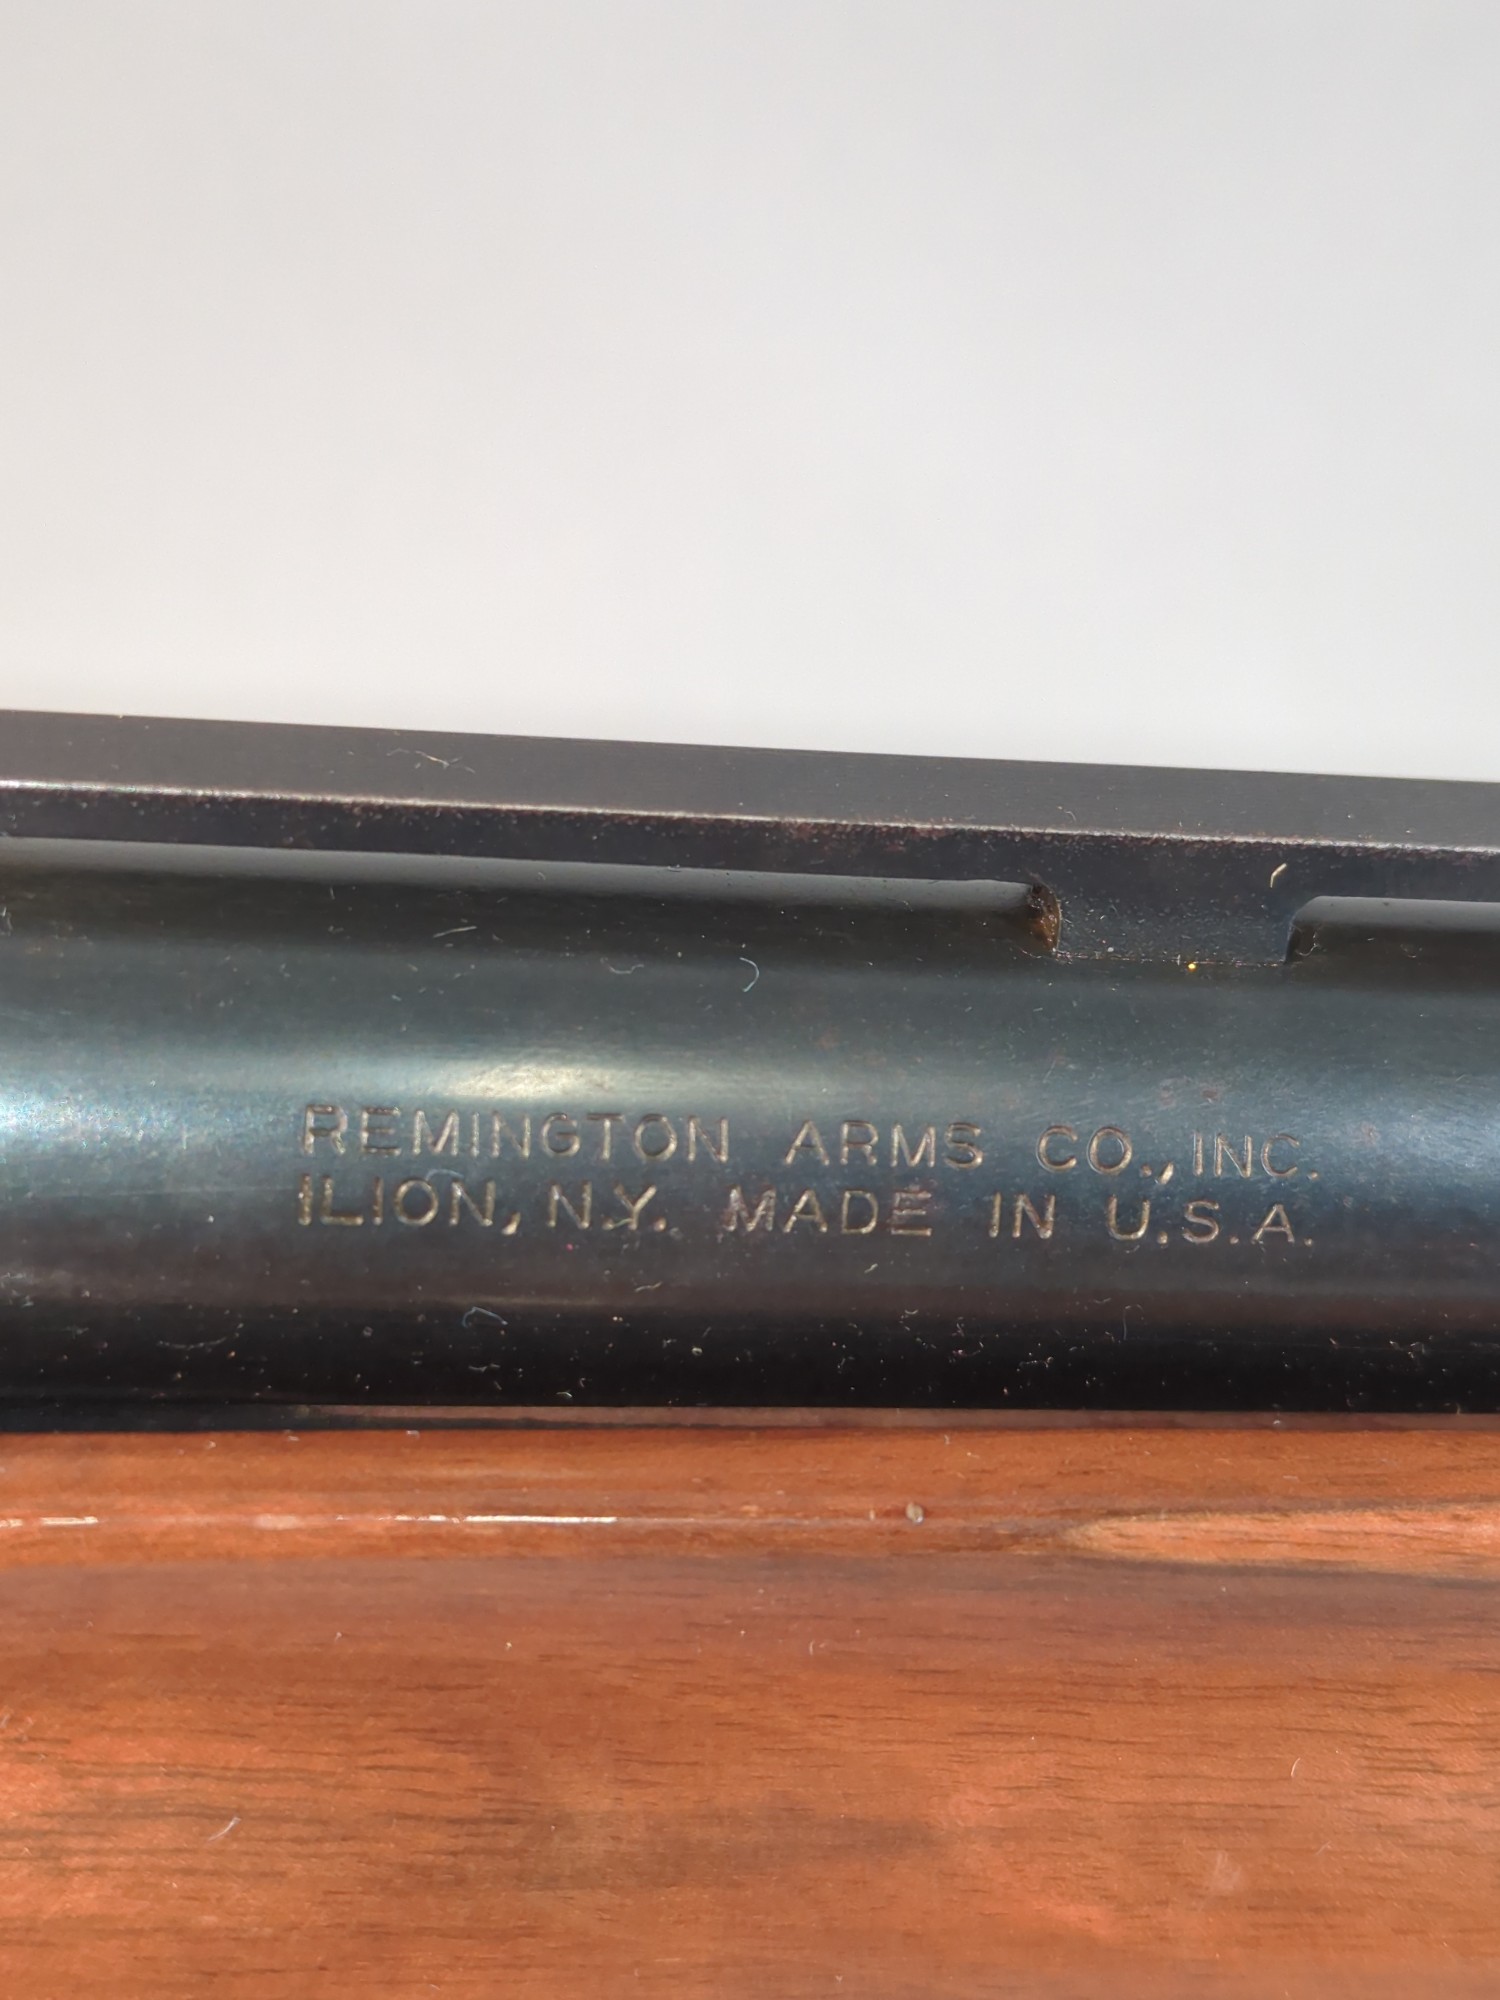 REMINGTON ARMS CO., INC.
ILION, N.Y. MADE IN U.S.A.